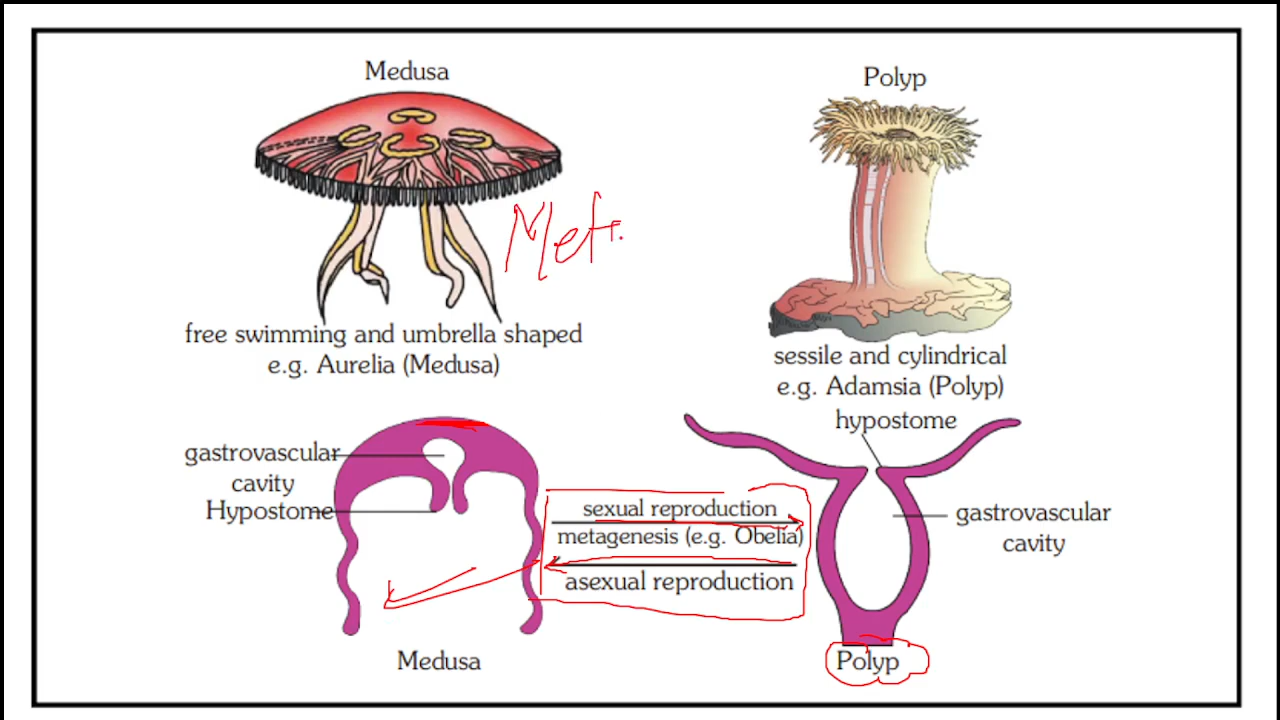 Medusa
Polyp
free swimming and umbrella shaped
e.g. Aurelia (Medusa)
sessile and cylindrical
e.g. Adamsia (Polyp)
hypostome
gastrovascular
cavity
Hypostome
sexual reproduction
metagenesis (e.g. Obelia)
asexual reproduction
gastrovascular
cavity
Medusa
Polyp